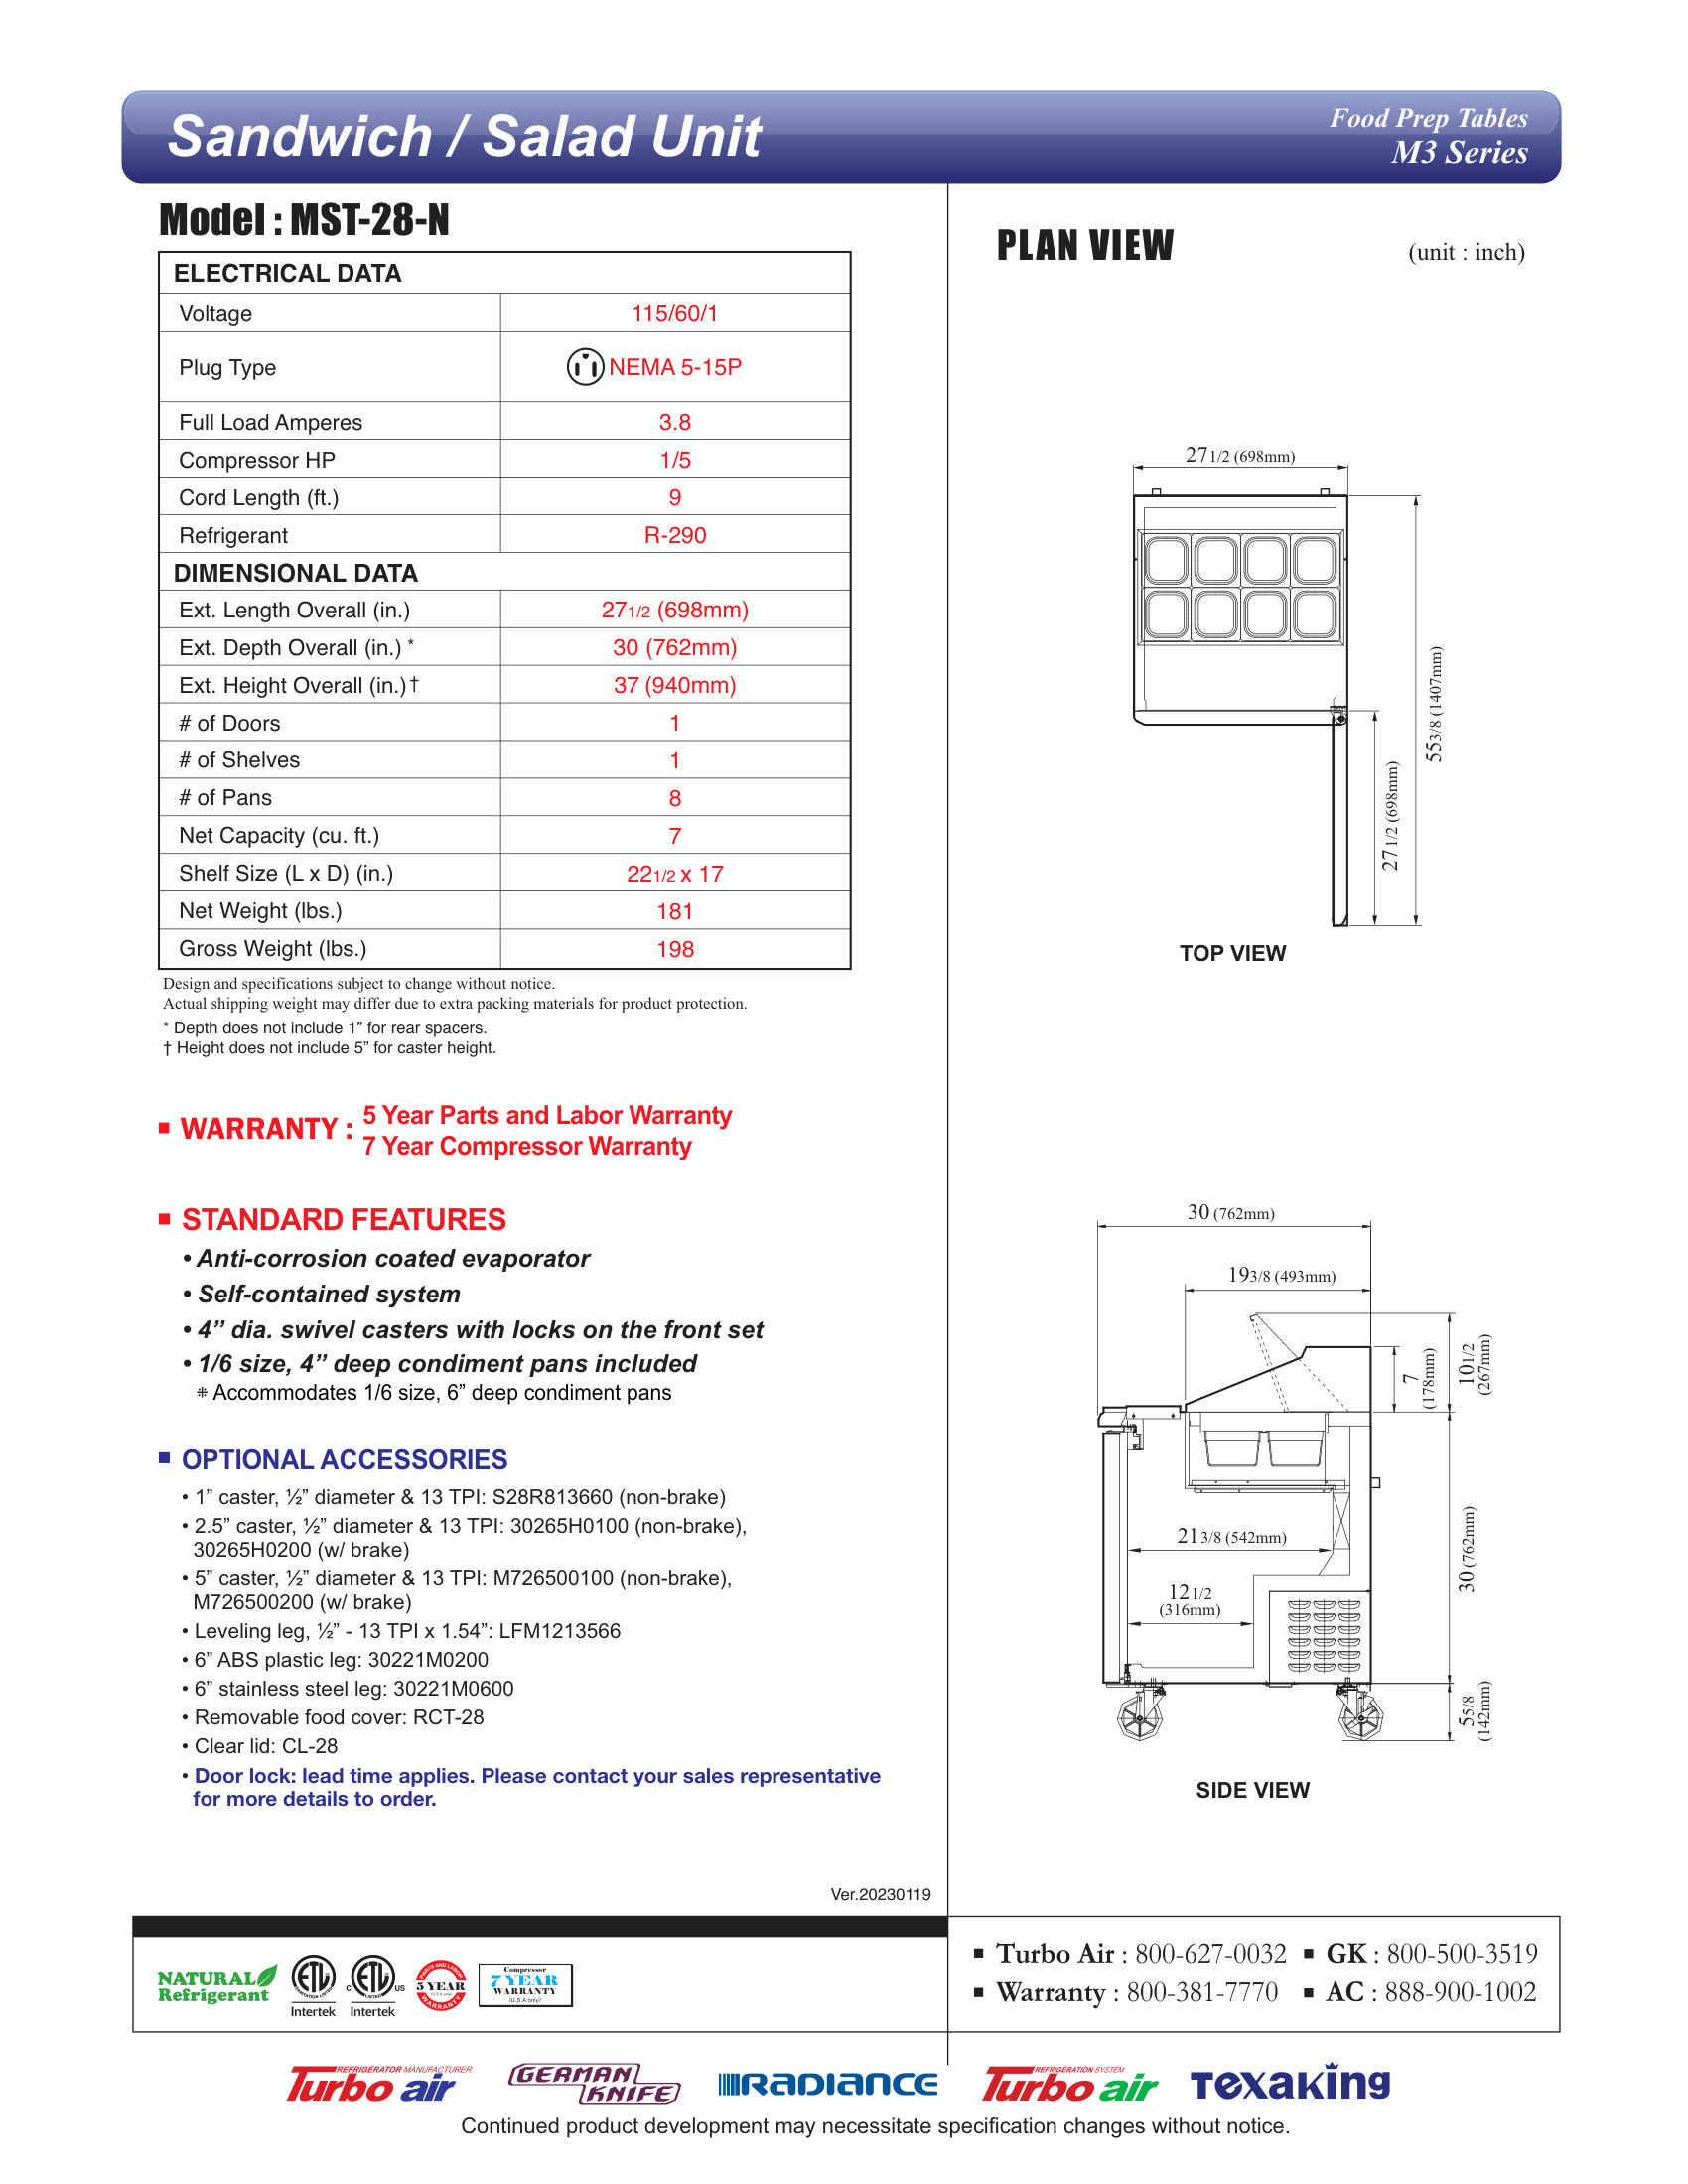 Sandwich / Salad Unit
Food Prep Tables
M3 Series
Model : MST-28-N
ELECTRICAL DATA
Voltage 115/60/1
Plug Type NEMA 5-15P
Full Load Amperes 3.8
Compressor HP 1/5
Cord Length (ft.) 9
Refrigerant R-290
DIMENSIONAL DATA
Ext. Length Overall (in.) 27 1/2 (698mm)
Ext. Depth Overall (in.) * 30 (762mm)
Ext. Height Overall (in.) † 37 (940mm)
# of Doors 1
# of Shelves 1
# of Pans 8
Net Capacity (cu. ft.) 7
Shelf Size (L x D) (in.) 22 1/2 x 17
Net Weight (lbs.) 181
Gross Weight (lbs.) 198
Design and specifications subject to change without notice.
Actual shipping weight may differ due to extra packing materials for product protection.
* Depth does not include 1” for rear spacers.
† Height does not include 5” for caster height.
■ WARRANTY : 5 Year Parts and Labor Warranty
7 Year Compressor Warranty
■ STANDARD FEATURES
• Anti-corrosion coated evaporator
• Self-contained system
• 4” dia. swivel casters with locks on the front set
• 1/6 size, 4” deep condiment pans included
⁜ Accommodates 1/6 size, 6” deep condiment pans
■ OPTIONAL ACCESSORIES
• 1” caster, ½” diameter & 13 TPI: S28R813660 (non-brake)
• 2.5” caster, ½” diameter & 13 TPI: 30265H0100 (non-brake),
30265H0200 (w/ brake)
• 5” caster, ½” diameter & 13 TPI: M726500100 (non-brake),
M726500200 (w/ brake)
• Leveling leg, ½” - 13 TPI x 1.54”: LFM1213566
• 6” ABS plastic leg: 30221M0200
• 6” stainless steel leg: 30221M0600
• Removable food cover: RCT-28
• Clear lid: CL-28
• Door lock: lead time applies. Please contact your sales representative
for more details to order.
Ver.20230119
PLAN VIEW
(unit : inch)
27 1/2 (698mm)
55 3/8 (1407mm)
27 1/2 (698mm)
TOP VIEW
30 (762mm)
19 3/8 (493mm)
7
(178mm)
10 1/2
(267mm)
21 3/8 (542mm)
12 1/2
(316mm)
30 (762mm)
5 5/8
(142mm)
SIDE VIEW
NATURAL
Refrigerant
ETL
Intertek
C ETL US
LISTED
Intertek
PARTS AND LABOR
5 YEAR
(U.S.A only)
WARRANTY
Compressor
7 YEAR
WARRANTY
(U.S.A only)
■ Turbo Air : 800-627-0032 ■ GK : 800-500-3519
■ Warranty : 800-381-7770 ■ AC : 888-900-1002
REFRIGERATOR MANUFACTURER
Turbo air
GERMAN
KNIFE
RADIANCE
REFRIGERATION SYSTEM
Turbo air
TEXAKING
Continued product development may necessitate specification changes without notice.